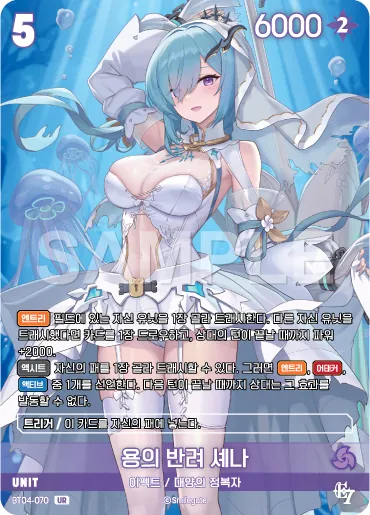 5
6000 2
SAMPLE
엔트리 필드에 있는 자신 유닛을 1장 골라 트래시한다. 다른 자신 유닛을
트래시했다면 카드를 1장 드로우하고, 상대의 턴이 끝날 때까지 파워
+2000.
엑시트 자신의 패를 1장 골라 트래시할 수 있다. 그러면 엔트리, 어태커,
액티브 중 1개를 선언한다. 다음 턴이 끝날 때까지 상대는 그 효과를
발동할 수 없다.
트리거 / 이 카드를 자신의 패에 넣는다.
용의 반려 셰나
UNIT
아펙트 / 대양의 정복자
BT04-070 UR
©Smilegate
E7